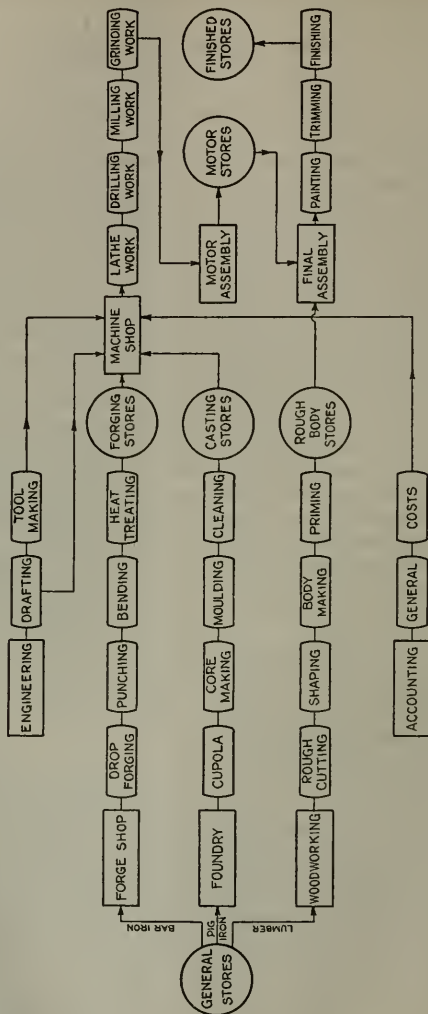 ENGINEERING
DRAFTING
TOOL
MAKING
GENERAL
STORES
BAR IRON
PIG
IRON
LUMBER
FORGE SHOP
DROP
FORGING
PUNCHING
BENDING
HEAT
TREATING
FORGING
STORES
MACHINE
SHOP
LATHE
WORK
DRILLING
WORK
MILLING
WORK
GRINDING
WORK
FOUNDRY
CUPOLA
CORE
MAKING
MOULDING
CLEANING
CASTING
STORES
MOTOR
ASSEMBLY
MOTOR
STORES
FINISHED
STORES
WOODWORKING
ROUGH
CUTTING
SHAPING
BODY
MAKING
PRIMING
ROUGH
BODY
STORES
FINAL
ASSEMBLY
PAINTING
TRIMMING
FINISHING
ACCOUNTING
GENERAL
COSTS